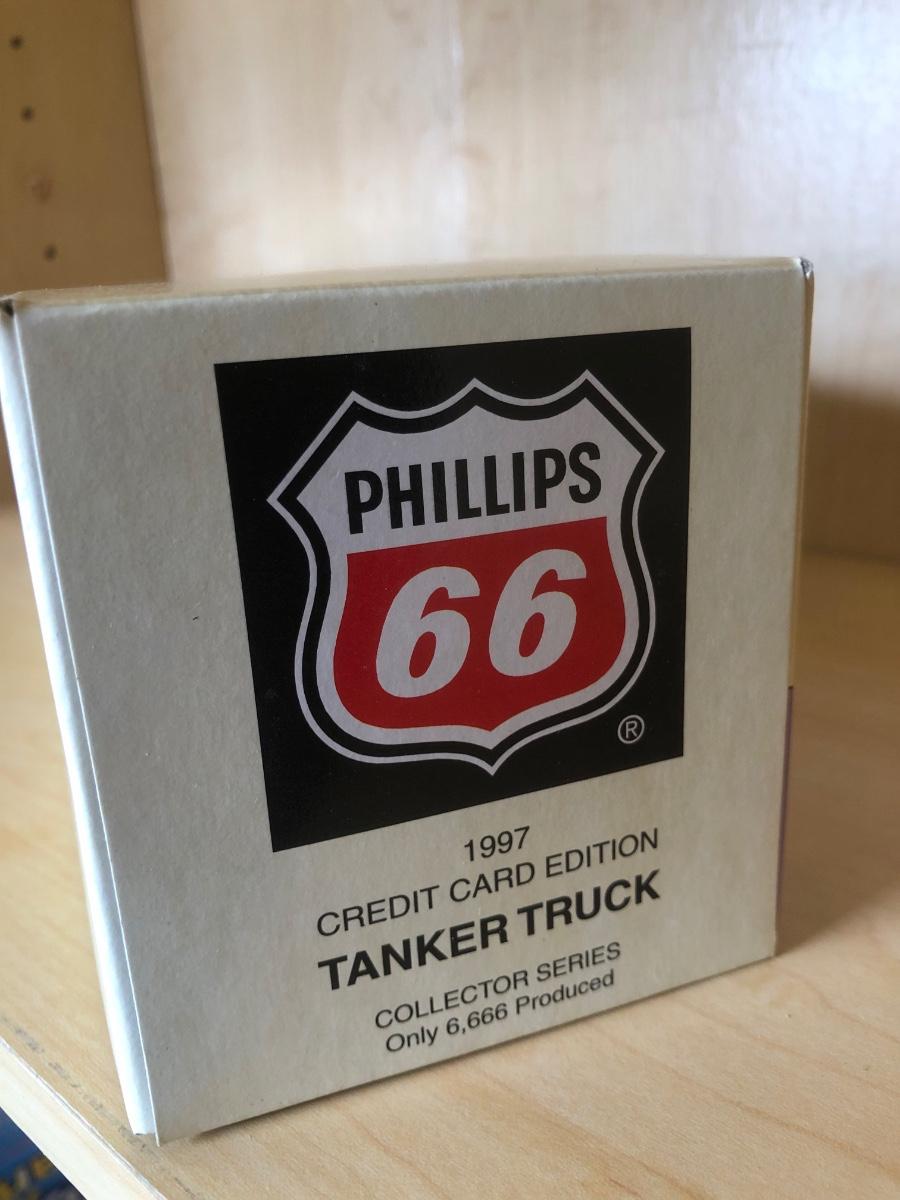 PHILLIPS
66
®
1997
CREDIT CARD EDITION
TANKER TRUCK
COLLECTOR SERIES
Only 6,666 Produced